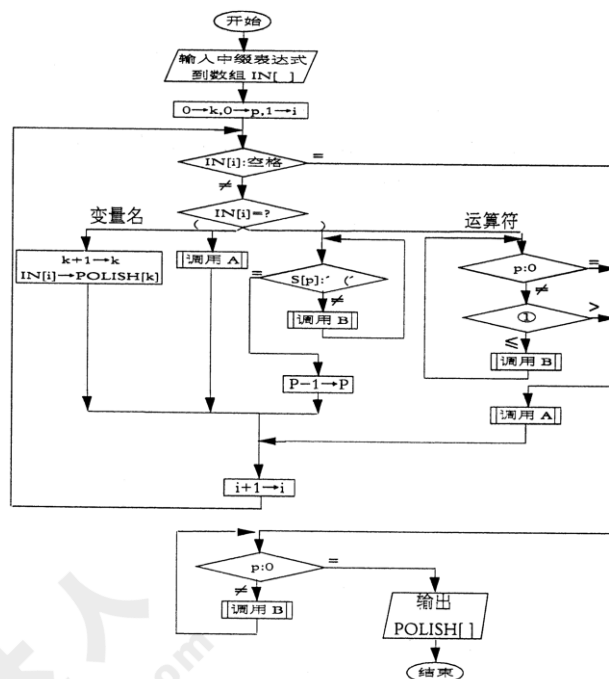 开始
输入中缀表达式
到数组 IN[ ]
0→k,0→p,1→i
IN[i]:空格
=
≠
IN[i]=?
变量名
(
)
运算符
k+1→k
IN[i]→POLISH[k]
调用 A
S[p]:′(′
=
≠
调用 B
P-1→P
p:0
=
≠
①
>
≤
调用 B
调用 A
i+1→i
p:0
=
≠
调用 B
输出
POLISH[ ]
结束